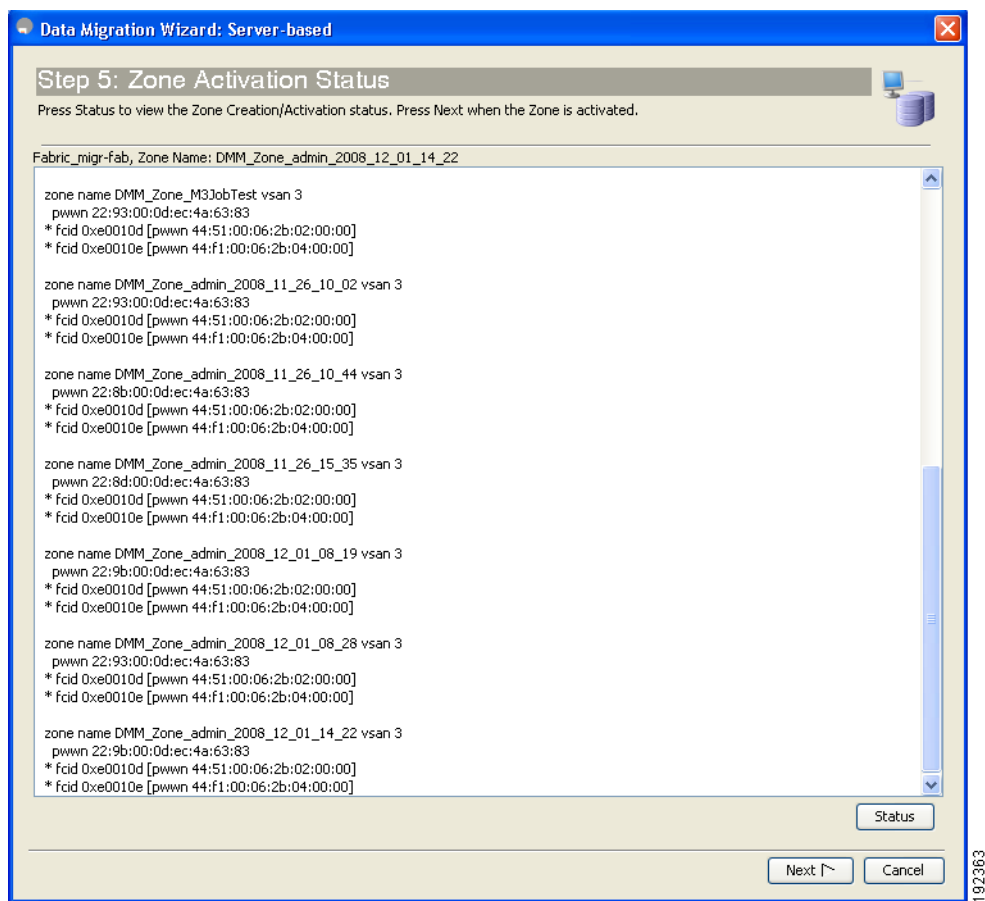 Data Migration Wizard: Server-based
Step 5: Zone Activation Status
Press Status to view the Zone Creation/Activation status. Press Next when the Zone is activated.
Fabric_migr-fab, Zone Name: DMM_Zone_admin_2008_12_01_14_22
zone name DMM_Zone_M3JobTest vsan 3
pwwn 22:93:00:0d:ec:4a:63:83
* fcid 0xe0010d [pwwn 44:51:00:06:2b:02:00:00]
* fcid 0xe0010e [pwwn 44:f1:00:06:2b:04:00:00]
zone name DMM_Zone_admin_2008_11_26_10_02 vsan 3
pwwn 22:93:00:0d:ec:4a:63:83
* fcid 0xe0010d [pwwn 44:51:00:06:2b:02:00:00]
* fcid 0xe0010e [pwwn 44:f1:00:06:2b:04:00:00]
zone name DMM_Zone_admin_2008_11_26_10_44 vsan 3
pwwn 22:8b:00:0d:ec:4a:63:83
* fcid 0xe0010d [pwwn 44:51:00:06:2b:02:00:00]
* fcid 0xe0010e [pwwn 44:f1:00:06:2b:04:00:00]
zone name DMM_Zone_admin_2008_11_26_15_35 vsan 3
pwwn 22:8d:00:0d:ec:4a:63:83
* fcid 0xe0010d [pwwn 44:51:00:06:2b:02:00:00]
* fcid 0xe0010e [pwwn 44:f1:00:06:2b:04:00:00]
zone name DMM_Zone_admin_2008_12_01_08_19 vsan 3
pwwn 22:9b:00:0d:ec:4a:63:83
* fcid 0xe0010d [pwwn 44:51:00:06:2b:02:00:00]
* fcid 0xe0010e [pwwn 44:f1:00:06:2b:04:00:00]
zone name DMM_Zone_admin_2008_12_01_08_28 vsan 3
pwwn 22:93:00:0d:ec:4a:63:83
* fcid 0xe0010d [pwwn 44:51:00:06:2b:02:00:00]
* fcid 0xe0010e [pwwn 44:f1:00:06:2b:04:00:00]
zone name DMM_Zone_admin_2008_12_01_14_22 vsan 3
pwwn 22:9b:00:0d:ec:4a:63:83
* fcid 0xe0010d [pwwn 44:51:00:06:2b:02:00:00]
* fcid 0xe0010e [pwwn 44:f1:00:06:2b:04:00:00]
Status
Next
Cancel
192363